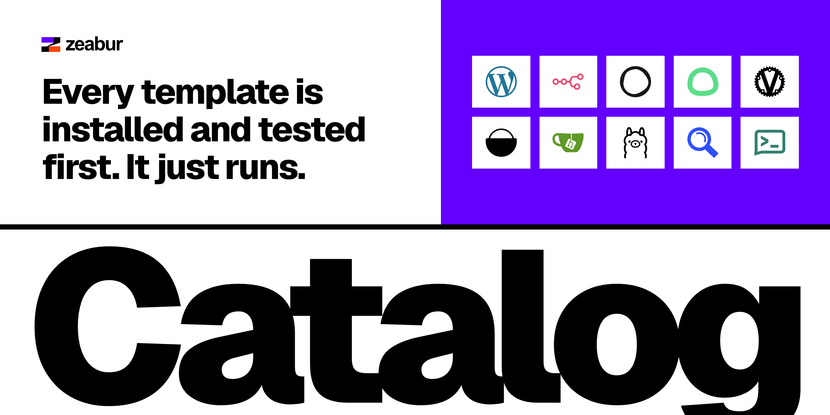 zeabur
Every template is
installed and tested
first. It just runs.
Catalog